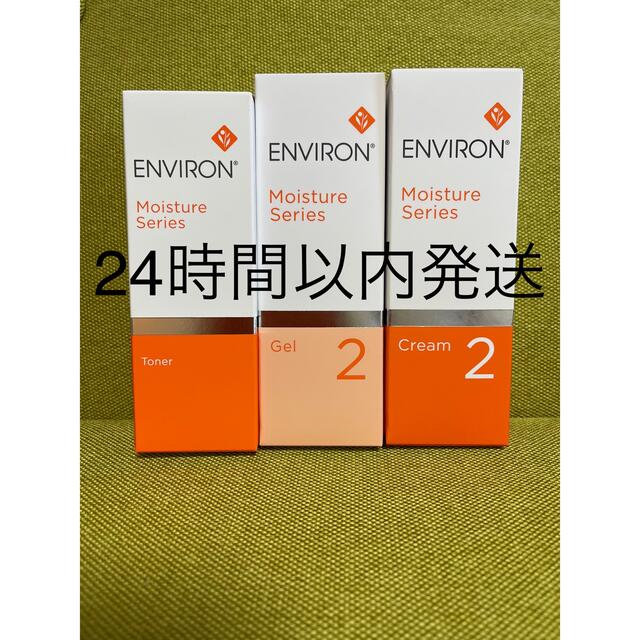 ENVIRON®
Moisture
Series
Toner
ENVIRON®
Moisture
Series
Gel 2
ENVIRON®
Moisture
Series
Cream 2
24時間以内発送